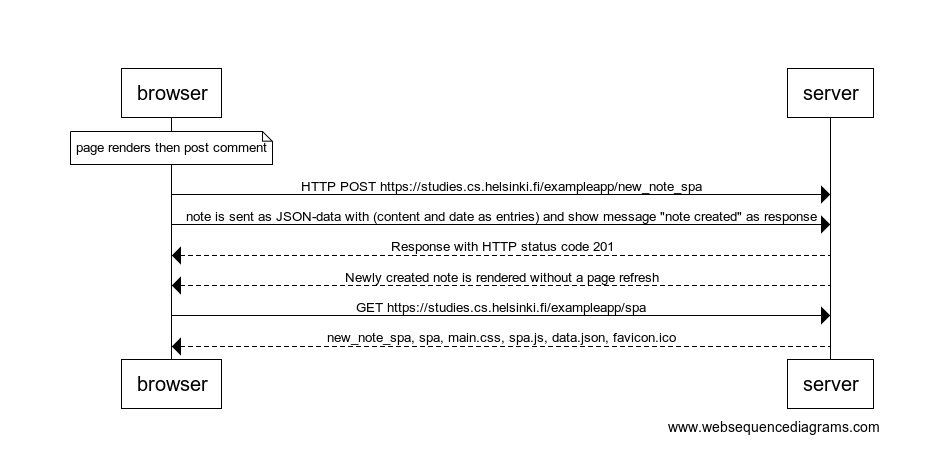 browser
server
page renders then post comment
HTTP POST https://studies.cs.helsinki.fi/exampleapp/new_note_spa
note is sent as JSON-data with (content and date as entries) and show message "note created" as response
Response with HTTP status code 201
Newly created note is rendered without a page refresh
GET https://studies.cs.helsinki.fi/exampleapp/spa
new_note_spa, spa, main.css, spa.js, data.json, favicon.ico
browser
server
www.websequencediagrams.com